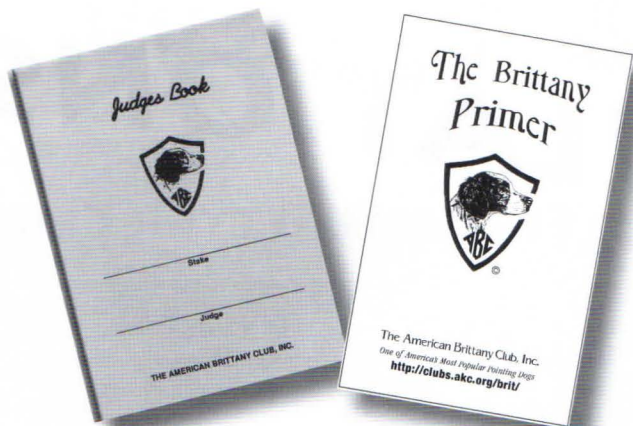 Judges Book
ABC
Stake
Judge
THE AMERICAN BRITTANY CLUB, INC.
The Brittany
Primer
ABC
©
The American Brittany Club, Inc.
One of America's Most Popular Pointing Dogs
http://clubs.akc.org/brit/